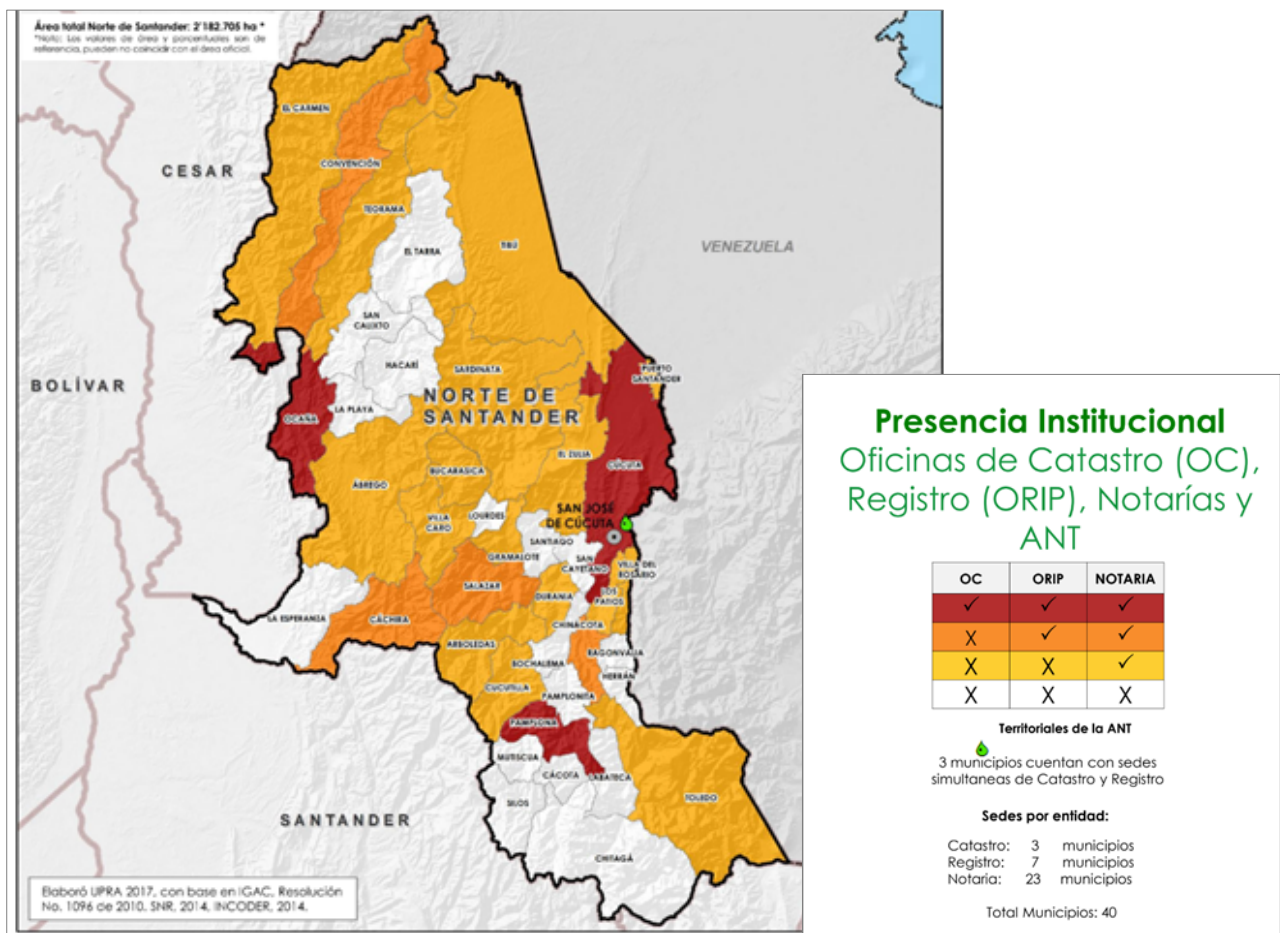 Área total Norte de Santander: 2'182.705 ha *
*Nota: Los valores de área y porcentuales son de
referencia, pueden no coincidir con el área oficial.
EL CARMEN
CESAR
CONVENCIÓN
TEORAMA
EL TARRA
TIBÚ
VENEZUELA
SAN
CALIXTO
HACARÍ
SARDINATA
PUERTO
SANTANDER
BOLÍVAR
NORTE DE
SANTANDER
OCAÑA
LA PLAYA
EL ZULIA
CÚCUTA
BUCARASICA
ÁBREGO
VILLA
CARO
LOURDES
SAN JOSÉ
DE CÚCUTA
SANTIAGO
GRAMALOTE
SAN
CAYETANO
VILLA DEL
ROSARIO
SALAZAR
DURANIA
LOS
PATIOS
LA ESPERANZA
CÁCHIRA
CHINÁCOTA
ARBOLEDAS
BOCHALEMA
RAGONVALIA
HERRÁN
CUCUTILLA
PAMPLONITA
PAMPLONA
MUTISCUA
CÁCOTA
LABATECA
SILOS
TOLEDO
SANTANDER
CHITAGÁ
Elaboró UPRA 2017, con base en IGAC, Resolución
No. 1096 de 2010. SNR, 2014, INCODER, 2014.
Presencia Institucional
Oficinas de Catastro (OC),
Registro (ORIP), Notarías y
ANT
OC ORIP NOTARIA
✓ ✓ ✓
X ✓ ✓
X X ✓
X X X
Territoriales de la ANT
3 municipios cuentan con sedes
simultaneas de Catastro y Registro
Sedes por entidad:
Catastro: 3 municipios
Registro: 7 municipios
Notaria: 23 municipios
Total Municipios: 40